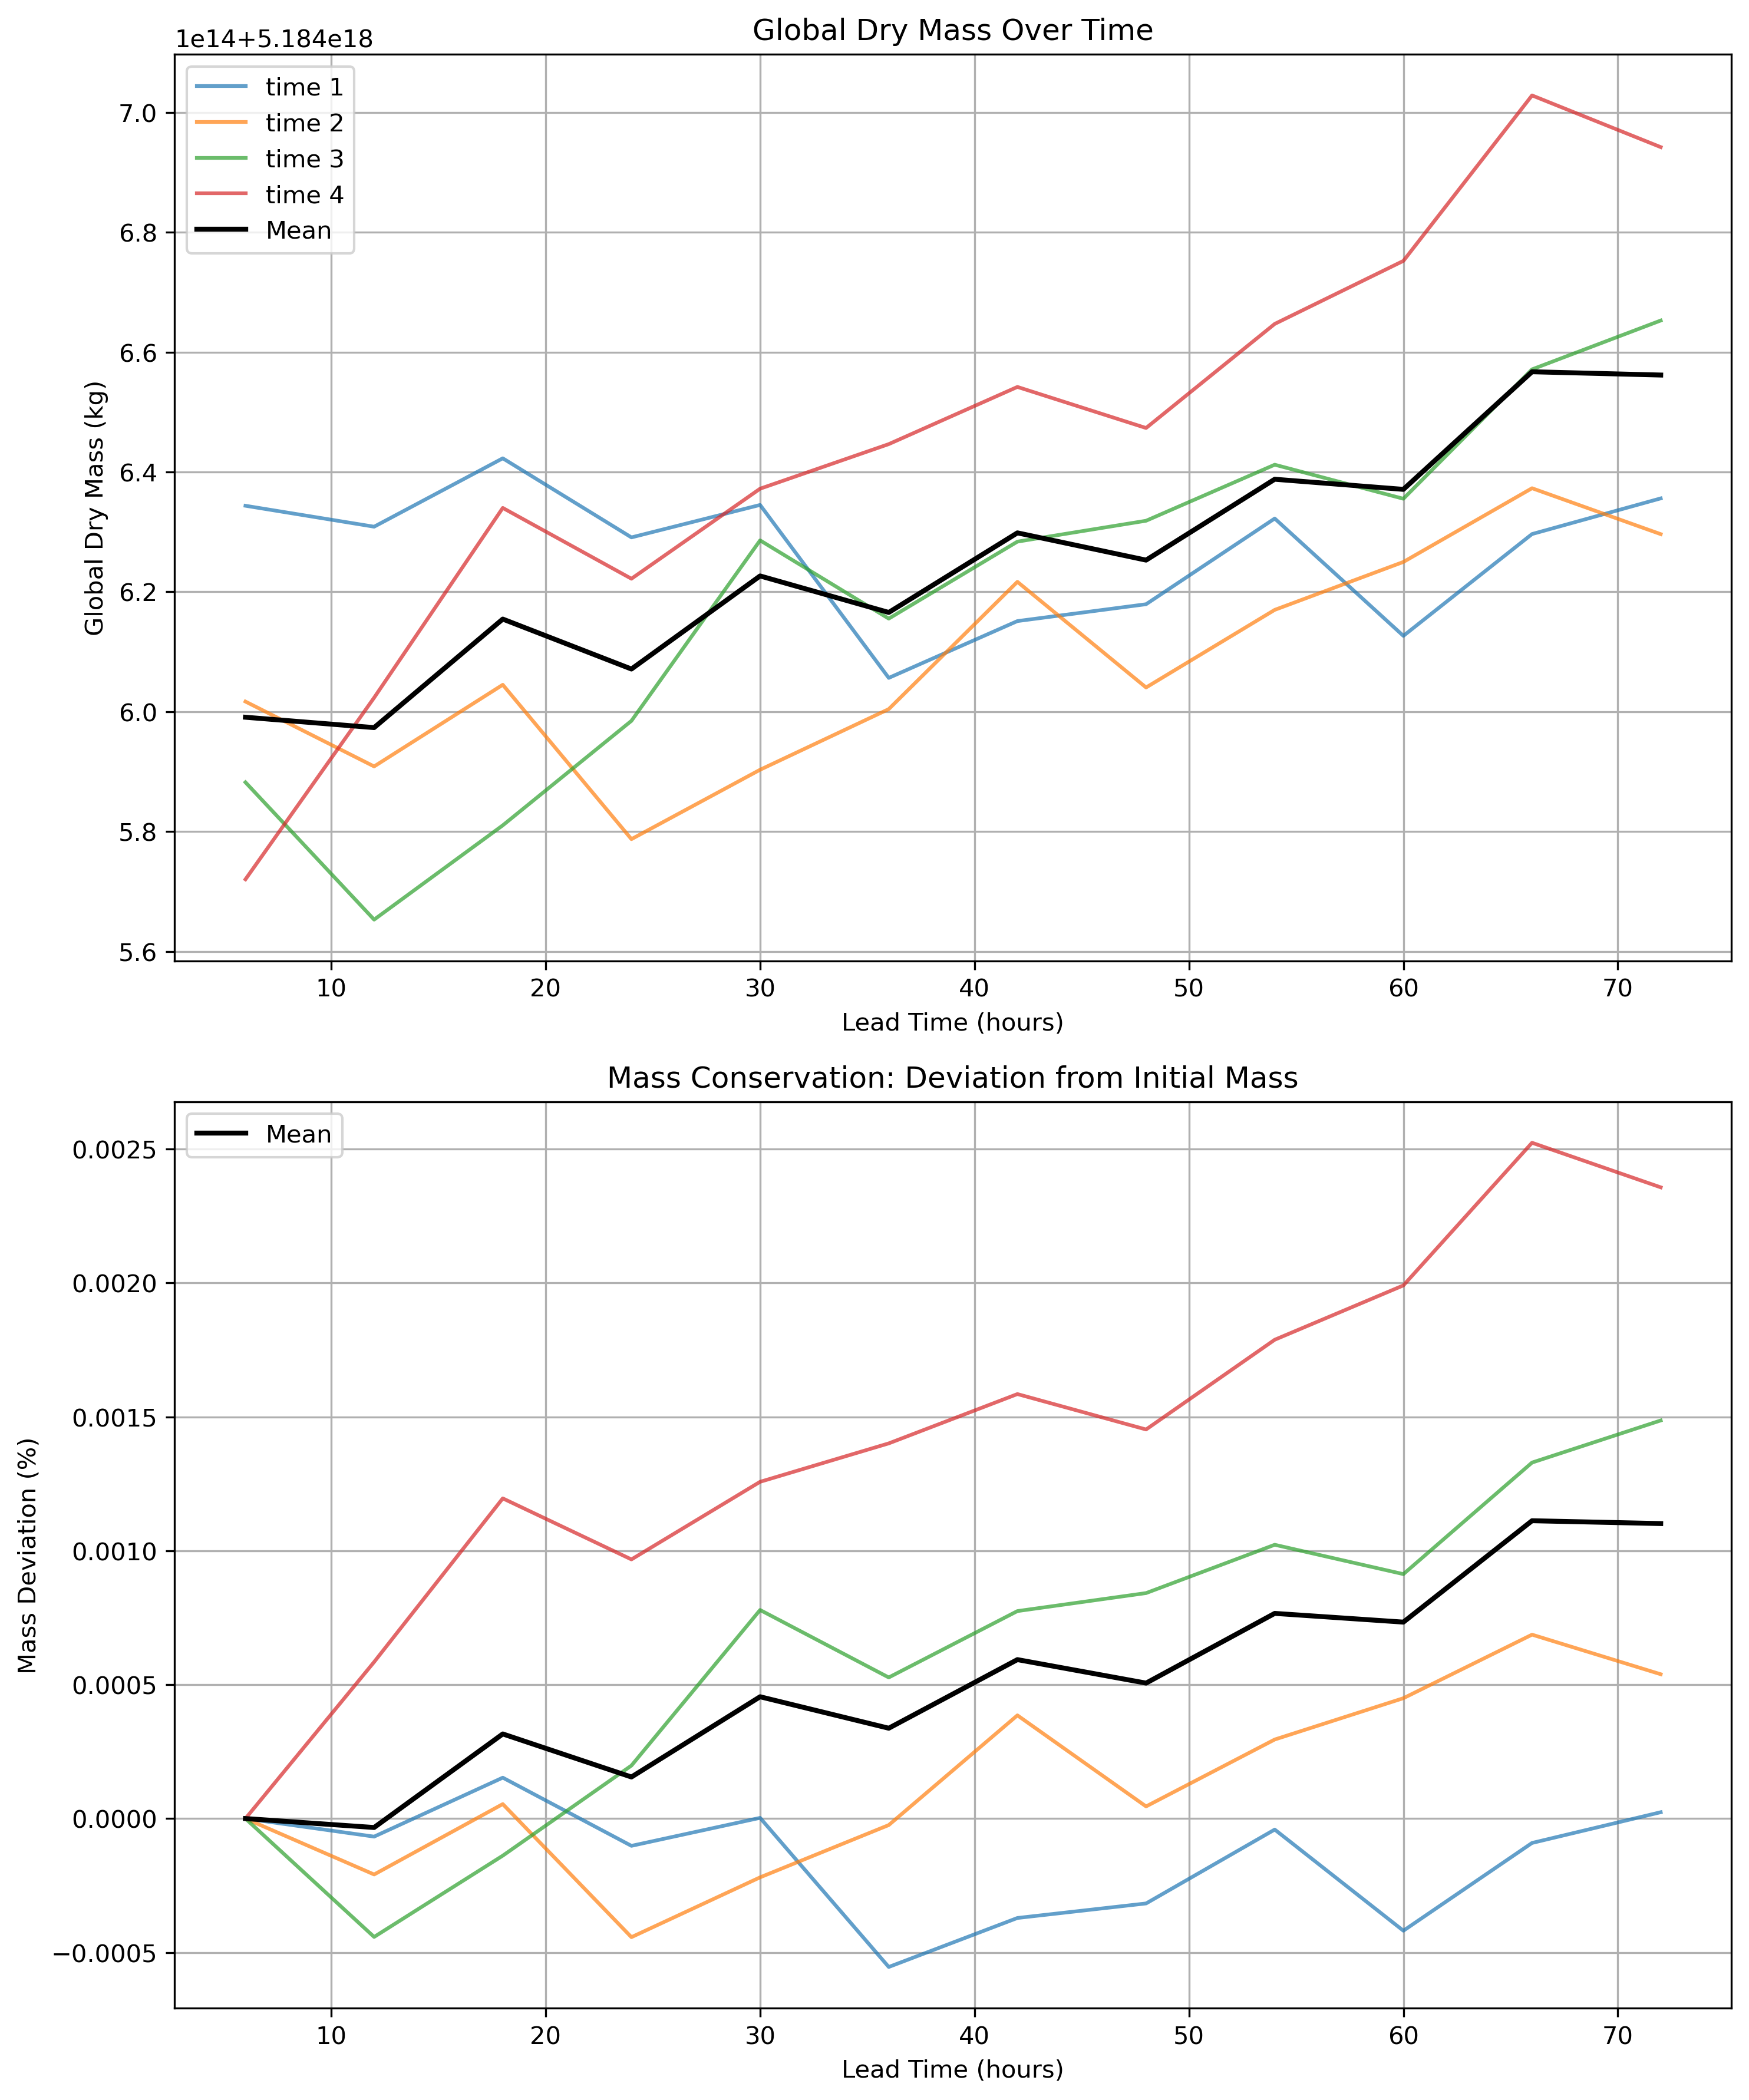 Global Dry Mass Over Time
1e14+5.184e18
time 1
time 2
time 3
time 4
Mean
7.0
6.8
6.6
6.4
6.2
6.0
5.8
5.6
Global Dry Mass (kg)
10 20 30 40 50 60 70
Lead Time (hours)
Mass Conservation: Deviation from Initial Mass
Mean
0.0025
0.0020
0.0015
0.0010
0.0005
0.0000
−0.0005
Mass Deviation (%)
10 20 30 40 50 60 70
Lead Time (hours)